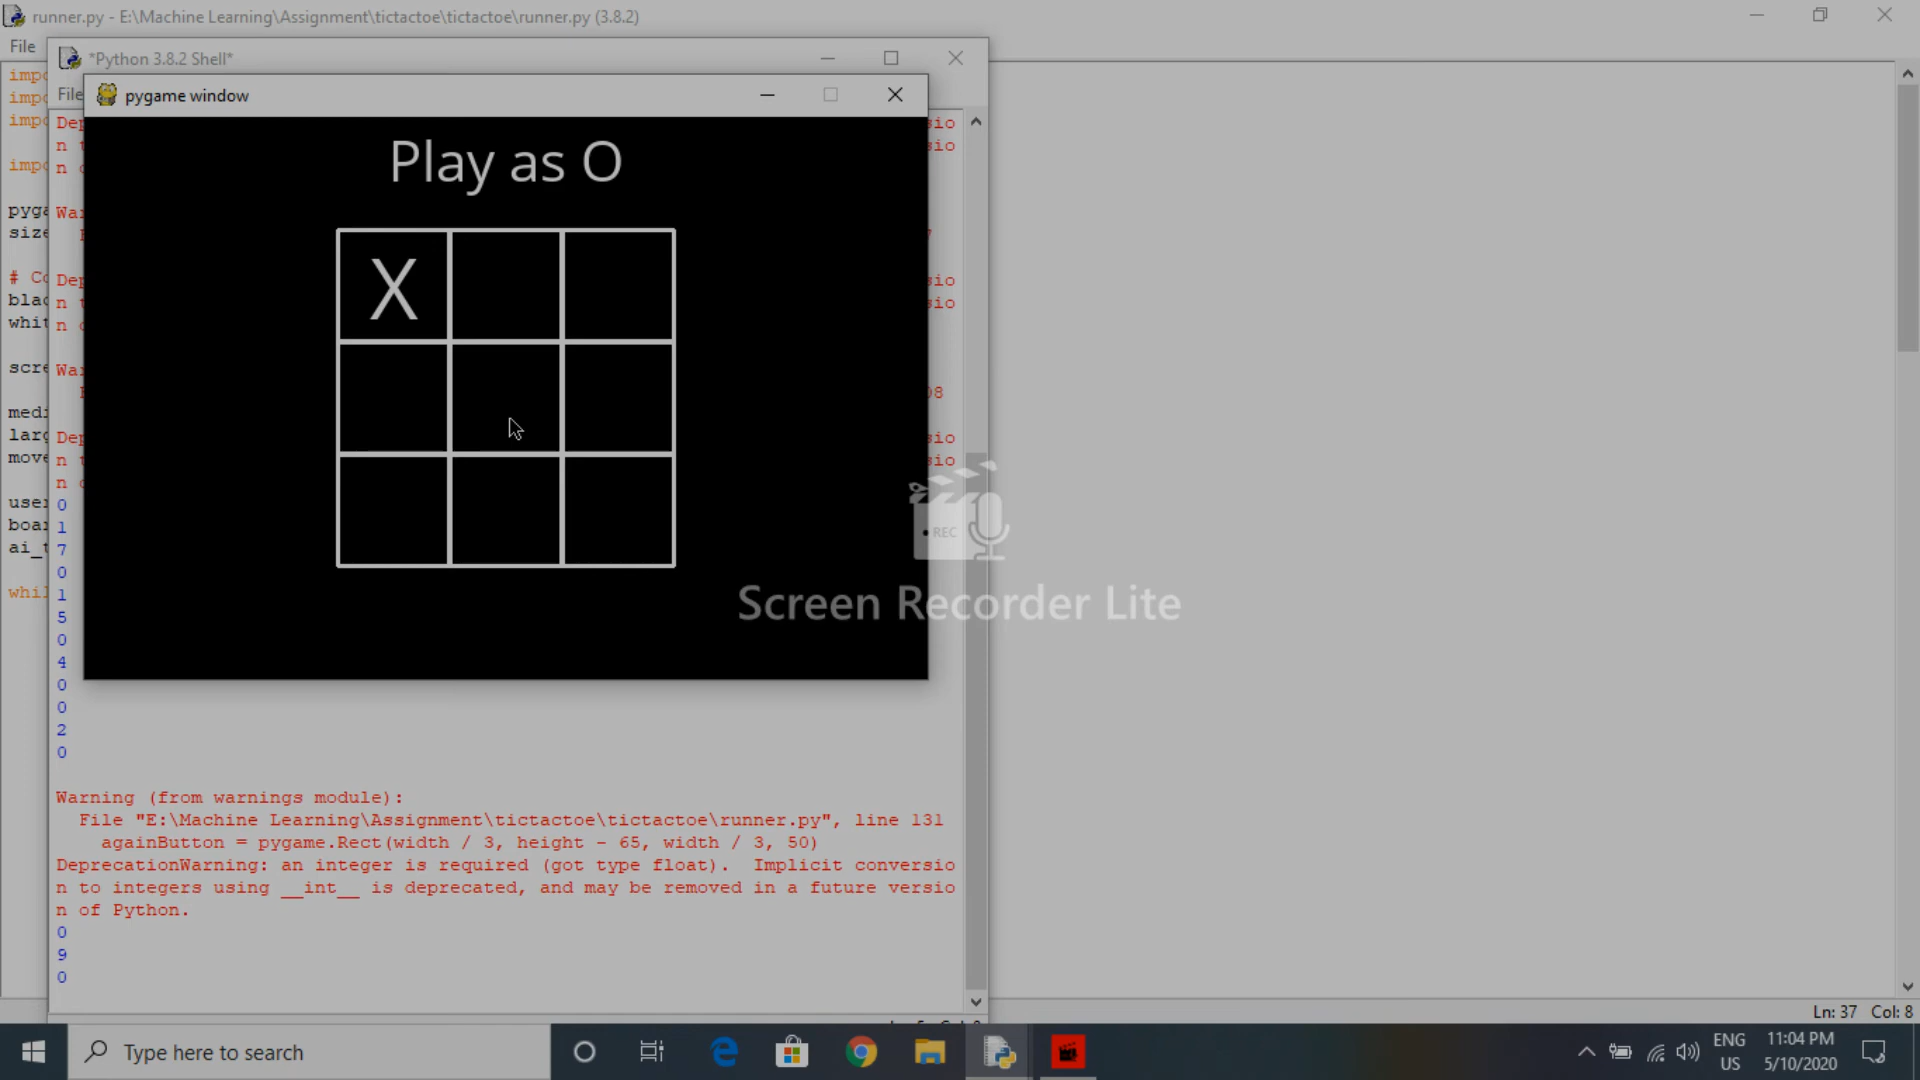 runner.py - E:\Machine Learning\Assignment\tictactoe\tictactoe\runner.py (3.8.2)
File
*Python 3.8.2 Shell*
File
pygame window
Play as O
X
0
1
7
0
1
5
0
4
0
0
2
0
Warning (from warnings module):
File "E:\Machine Learning\Assignment\tictactoe\tictactoe\runner.py", line 131
againButton = pygame.Rect(width / 3, height - 65, width / 3, 50)
DeprecationWarning: an integer is required (got type float). Implicit conversio
n to integers using __int__ is deprecated, and may be removed in a future versio
n of Python.
0
9
0
REC
Screen Recorder Lite
Ln: 37 Col: 8
Type here to search
ENG
US
11:04 PM
5/10/2020